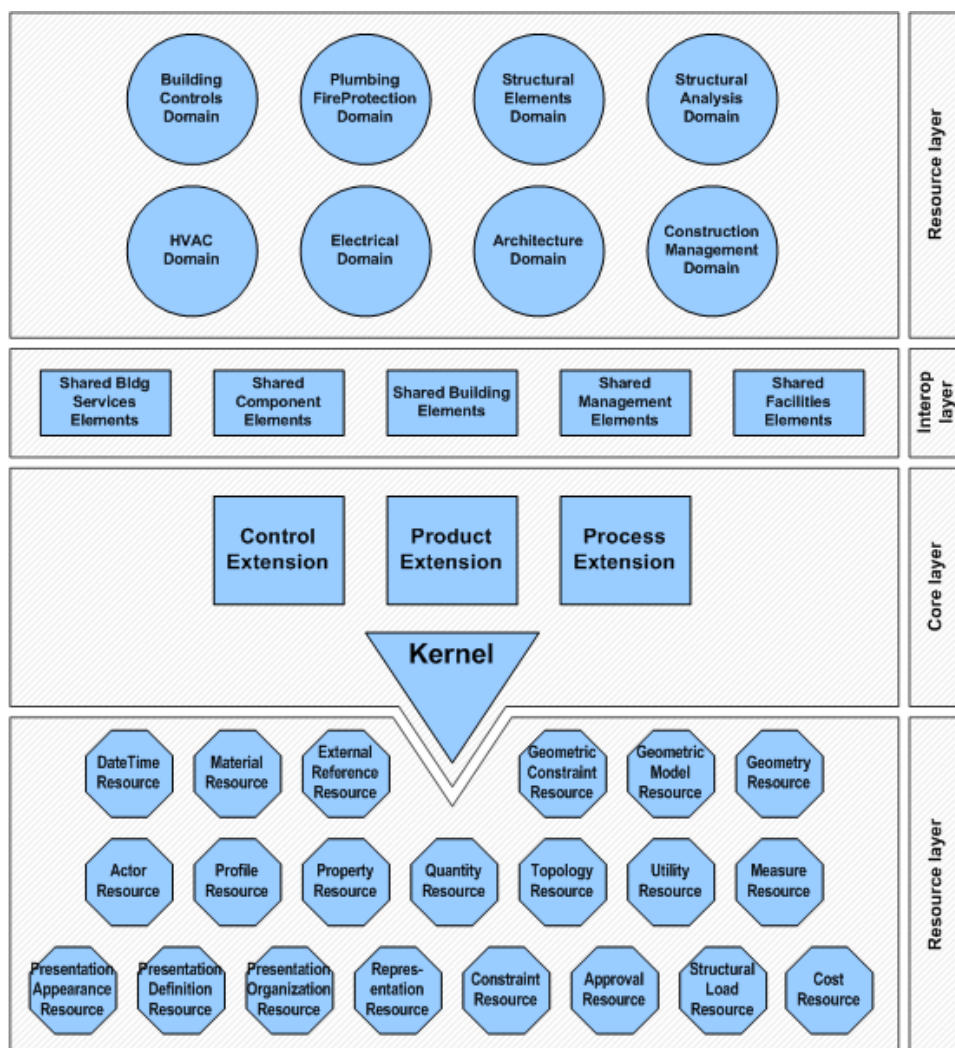 Building
Controls
Domain
Plumbing
FireProtection
Domain
Structural
Elements
Domain
Structural
Analysis
Domain
HVAC
Domain
Electrical
Domain
Architecture
Domain
Construction
Management
Domain
Resource layer
Shared Bldg
Services
Elements
Shared
Component
Elements
Shared Building
Elements
Shared
Management
Elements
Shared
Facilities
Elements
Interop
layer
Control
Extension
Product
Extension
Process
Extension
Kernel
Core layer
DateTime
Resource
Material
Resource
External
Reference
Resource
Geometric
Constraint
Resource
Geometric
Model
Resource
Geometry
Resource
Actor
Resource
Profile
Resource
Property
Resource
Quantity
Resource
Topology
Resource
Utility
Resource
Measure
Resource
Presentation
Appearance
Resource
Presentation
Definition
Resource
Presentation
Organization
Resource
Repres-
entation
Resource
Constraint
Resource
Approval
Resource
Structural
Load
Resource
Cost
Resource
Resource layer